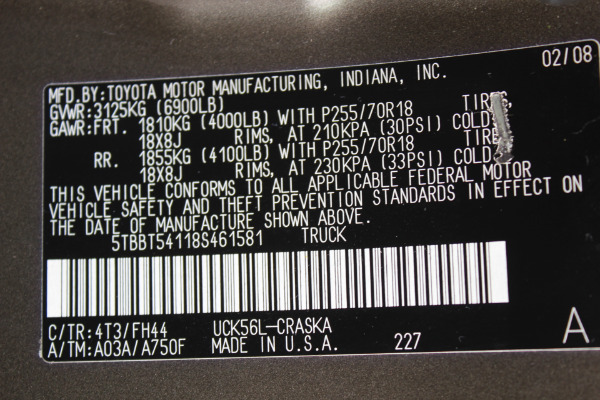 02/08
MFD.BY:TOYOTA MOTOR MANUFACTURING, INDIANA, INC.
GVWR:3125KG (6900LB)
GAWR:FRT. 1810KG (4000LB) WITH P255/70R18 TIRES,
18X8J RIMS, AT 210KPA (30PSI) COLD
RR. 1855KG (4100LB) WITH P255/70R18 TIRE
18X8J RIMS, AT 230KPA (33PSI) COLD
THIS VEHICLE CONFORMS TO ALL APPLICABLE FEDERAL MOTOR
VEHICLE SAFETY AND THEFT PREVENTION STANDARDS IN EFFECT ON
THE DATE OF MANUFACTURE SHOWN ABOVE.
5TBBT54118S461581 TRUCK
C/TR:4T3/FH44 UCK56L-CRASKA
A/TM:A03A/A750F MADE IN U.S.A. 227 A